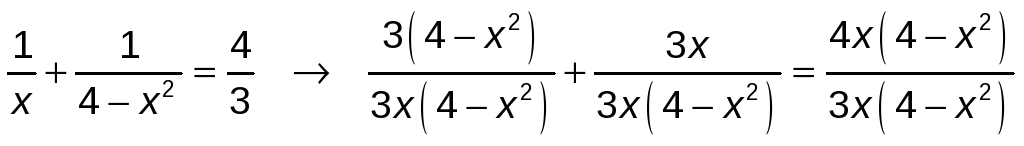 1/x + 1/(4 − x²) = 4/3 → 3(4 − x²)/3x(4 − x²) + 3x/3x(4 − x²) = 4x(4 − x²)/3x(4 − x²)